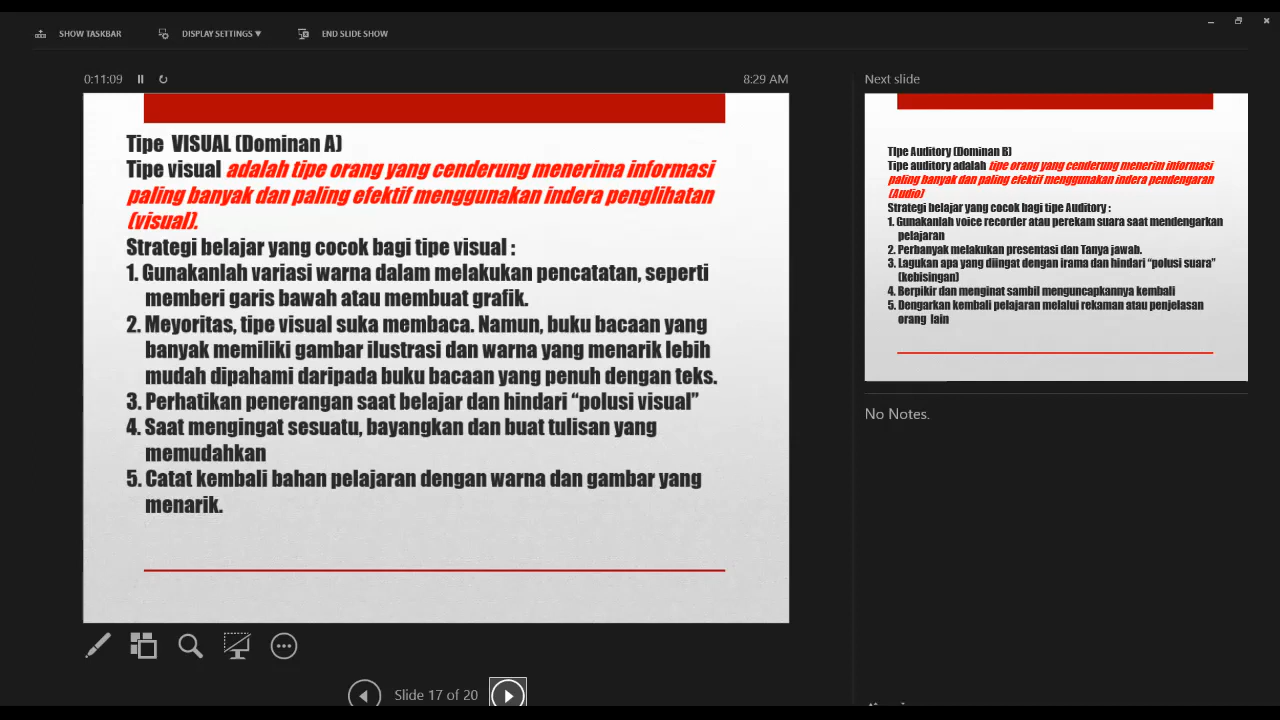 SHOW TASKBAR
DISPLAY SETTINGS ▼
END SLIDE SHOW
0:11:09
8:29 AM
Tipe VISUAL (Dominan A)
Tipe visual adalah tipe orang yang cenderung menerima informasi
paling banyak dan paling efektif menggunakan indera penglihatan
(visual).
Strategi belajar yang cocok bagi tipe visual :
1. Gunakanlah variasi warna dalam melakukan pencatatan, seperti
memberi garis bawah atau membuat grafik.
2. Meyoritas, tipe visual suka membaca. Namun, buku bacaan yang
banyak memiliki gambar ilustrasi dan warna yang menarik lebih
mudah dipahami daripada buku bacaan yang penuh dengan teks.
3. Perhatikan penerangan saat belajar dan hindari “polusi visual”
4. Saat mengingat sesuatu, bayangkan dan buat tulisan yang
memudahkan
5. Catat kembali bahan pelajaran dengan warna dan gambar yang
menarik.
Slide 17 of 20
Next slide
TIpe Auditory (Dominan B)
Tipe auditory adalah tipe orang yang cenderung menerim informasi
paling banyak dan paling efektif menggumakan indera pendengaran
(Audio)
Strategi belajar yang cocok bagi tipe Auditory :
1. Gunakanlah voice recorder atau perekam suara saat mendengarkan
pelajaran
2. Perbanyak melakukan presentasi dan Tanya jawab.
3. Lagukan apa yang diingat dengan irama dan hindari “polusi suara”
(kebisingan)
4. Berpikir dan menginat sambil menguncapkannya kembali
5. Dengarkan kembali pelajaran melalui rekaman atau penjelasan
orang lain
No Notes.